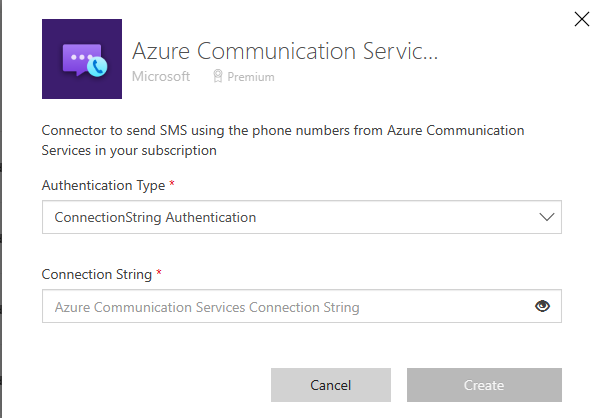 Azure Communication Servic...
Microsoft Premium
Connector to send SMS using the phone numbers from Azure Communication
Services in your subscription
Authentication Type *
ConnectionString Authentication
Connection String *
Azure Communication Services Connection String
Cancel Create